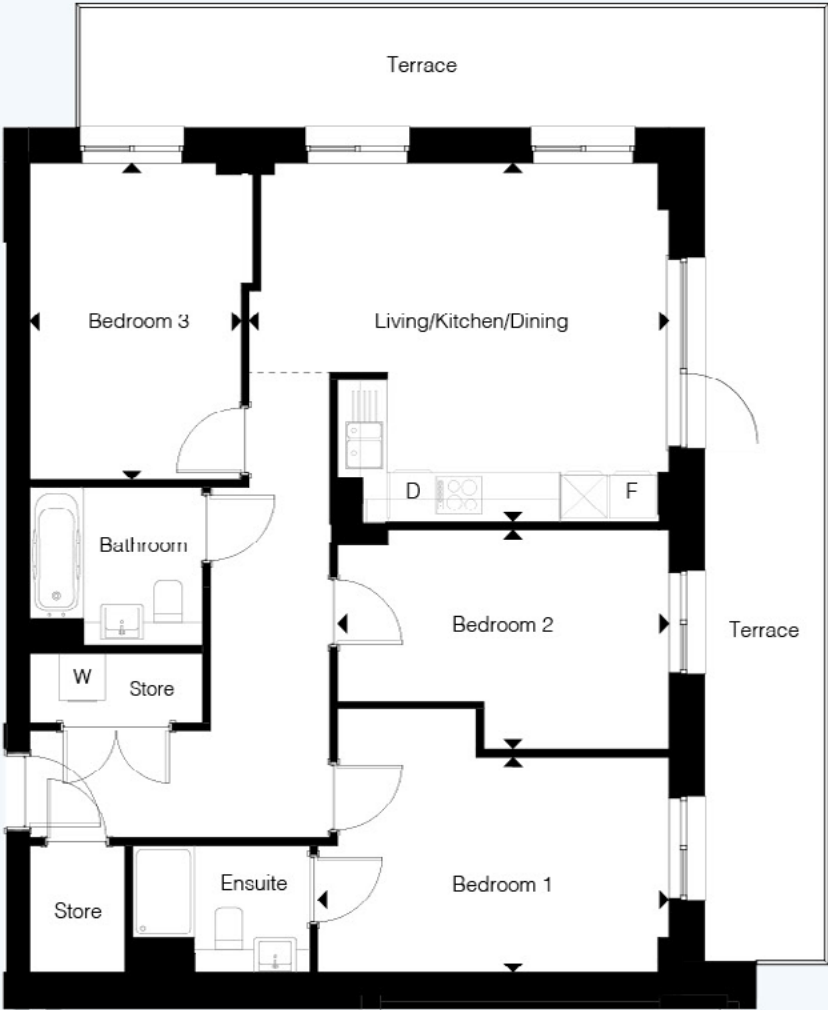 Terrace
Bedroom 3
Living/Kitchen/Dining
D
F
Bathroom
Bedroom 2
Terrace
W
Store
Ensuite
Bedroom 1
Store